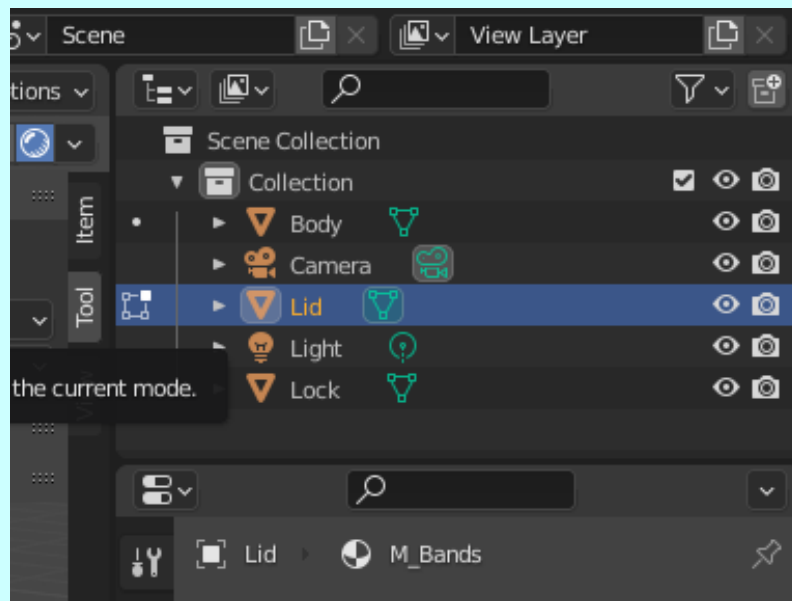 Scene
View Layer
tions
Scene Collection
Collection
Item
Body
Camera
Tool
Lid
Light
the current mode.
Lock
Lid
M_Bands